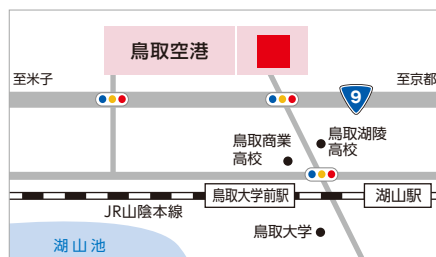 鳥取空港
至米子
至京都
9
鳥取商業
高校
鳥取湖陵
高校
鳥取大学前駅
湖山駅
JR山陰本線
鳥取大学
湖山池